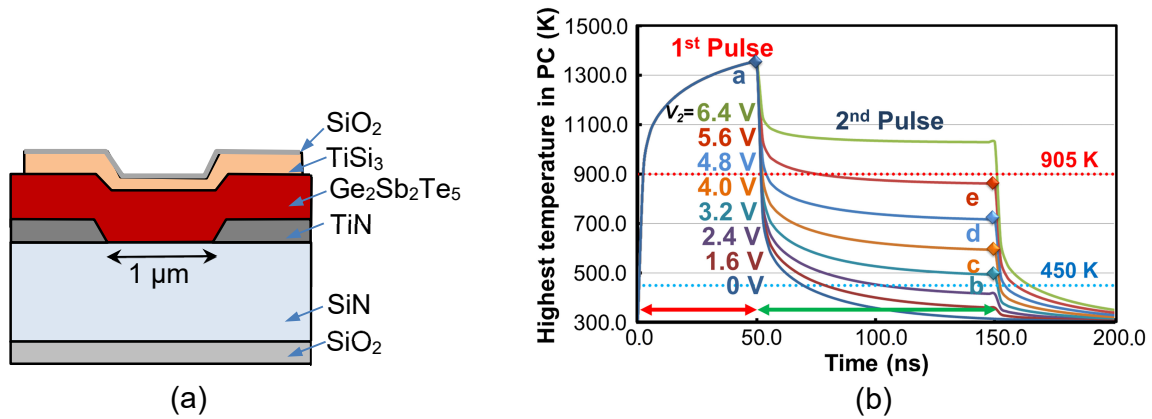 SiO₂
TiSi₃
Ge₂Sb₂Te₅
TiN
1 µm
SiN
SiO₂
(a)
Highest temperature in PC (K)
1500.0
1300.0
1100.0
900.0
700.0
500.0
300.0
1st Pulse
a
V₂= 6.4 V
5.6 V
4.8 V
4.0 V
3.2 V
2.4 V
1.6 V
0 V
2nd Pulse
905 K
e
d
c
b
450 K
0.0 50.0 100.0 150.0 200.0
Time (ns)
(b)